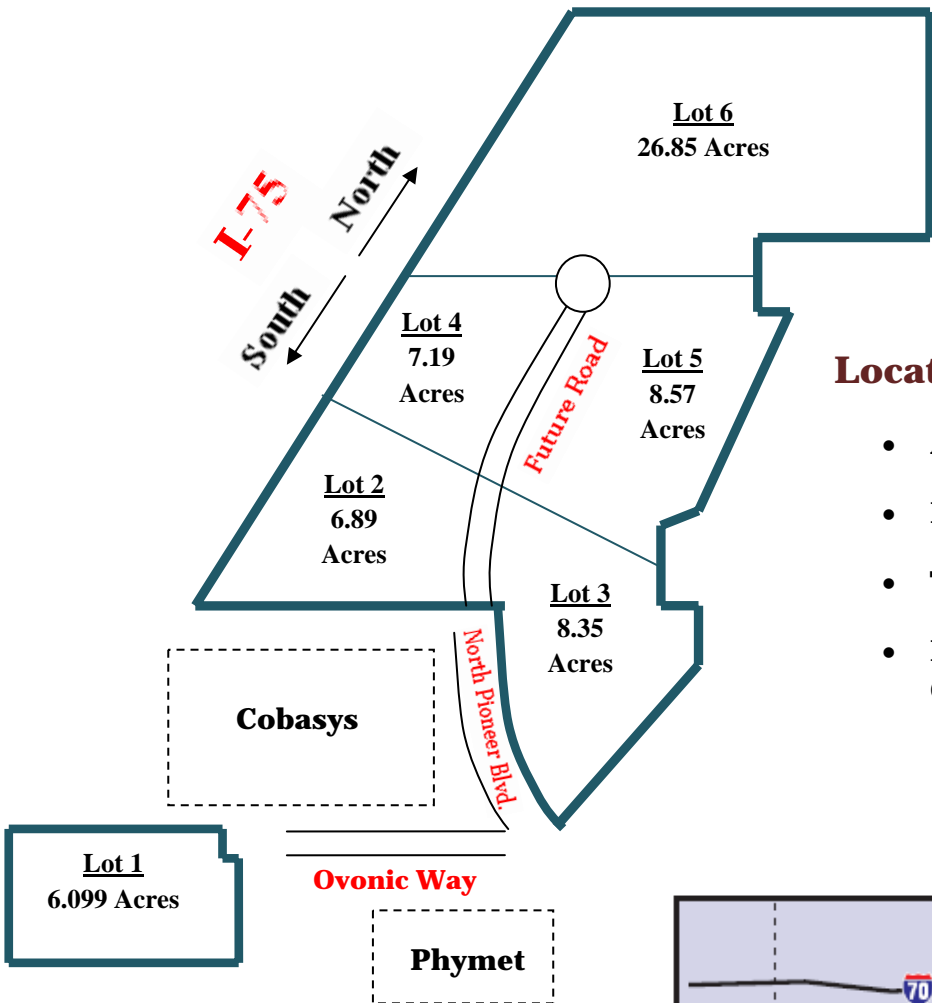 Lot 6
26.85 Acres
I-75
North
South
Lot 4
7.19
Acres
Lot 5
8.57
Acres
Future Road
Lot 2
6.89
Acres
Lot 3
8.35
Acres
North Pioneer Blvd.
Cobasys
Lot 1
6.099 Acres
Ovonic Way
Phymet
70